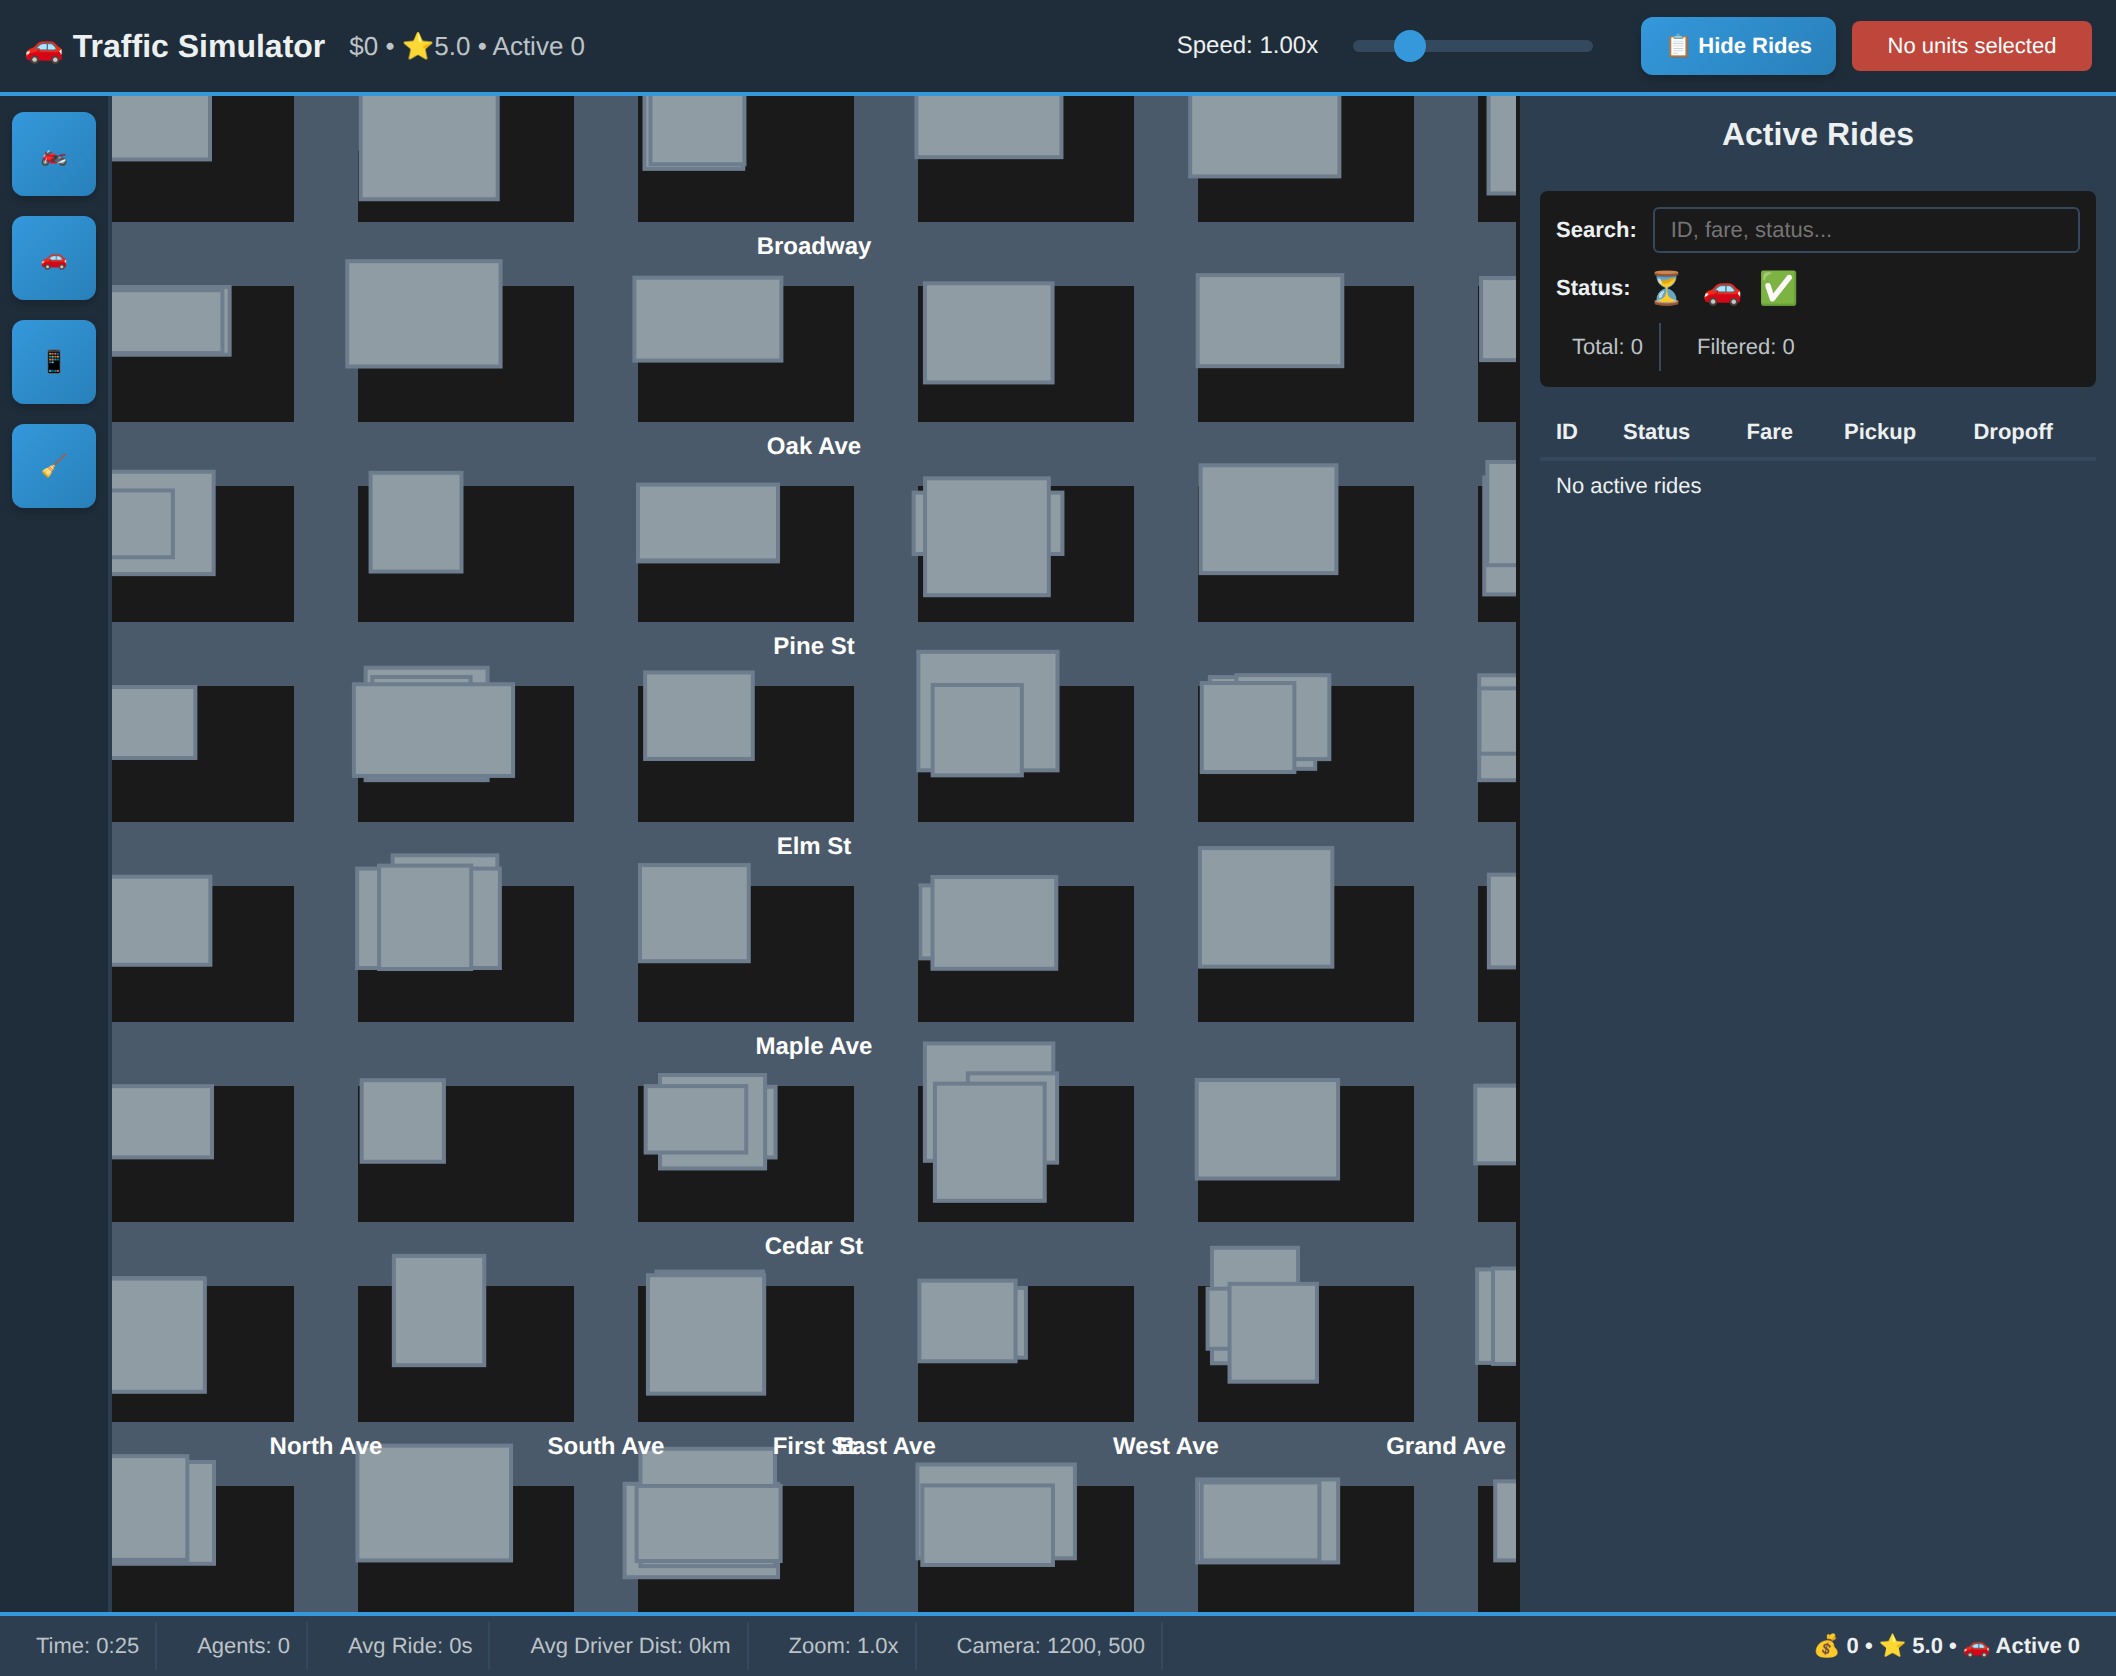 🚗 Traffic Simulator
$0 • ⭐5.0 • Active 0
Speed: 1.00x
📋 Hide Rides
No units selected
Active Rides
Search: ID, fare, status...
Status: ⏳ 🚗 ✅
Total: 0
Filtered: 0
ID Status Fare Pickup Dropoff
No active rides
Broadway
Oak Ave
Pine St
Elm St
Maple Ave
Cedar St
North Ave
South Ave
First St
East Ave
West Ave
Grand Ave
Time: 0:25
Agents: 0
Avg Ride: 0s
Avg Driver Dist: 0km
Zoom: 1.0x
Camera: 1200, 500
💰 0 • ⭐ 5.0 • 🚗 Active 0